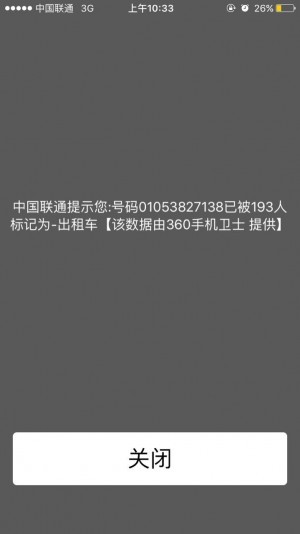 中国联通 3G 上午10:33 26%
中国联通提示您:号码01053827138已被193人
标记为-出租车【该数据由360手机卫士 提供】
关闭